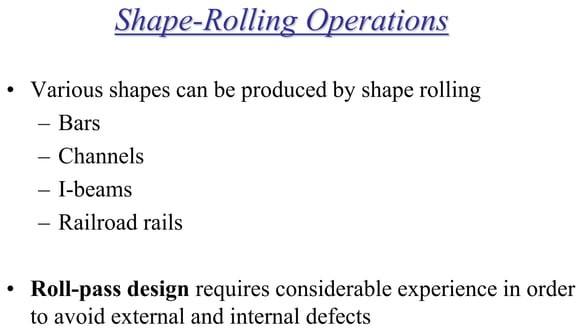 Shape-Rolling Operations
• Various shapes can be produced by shape rolling
– Bars
– Channels
– I-beams
– Railroad rails
• Roll-pass design requires considerable experience in order
to avoid external and internal defects